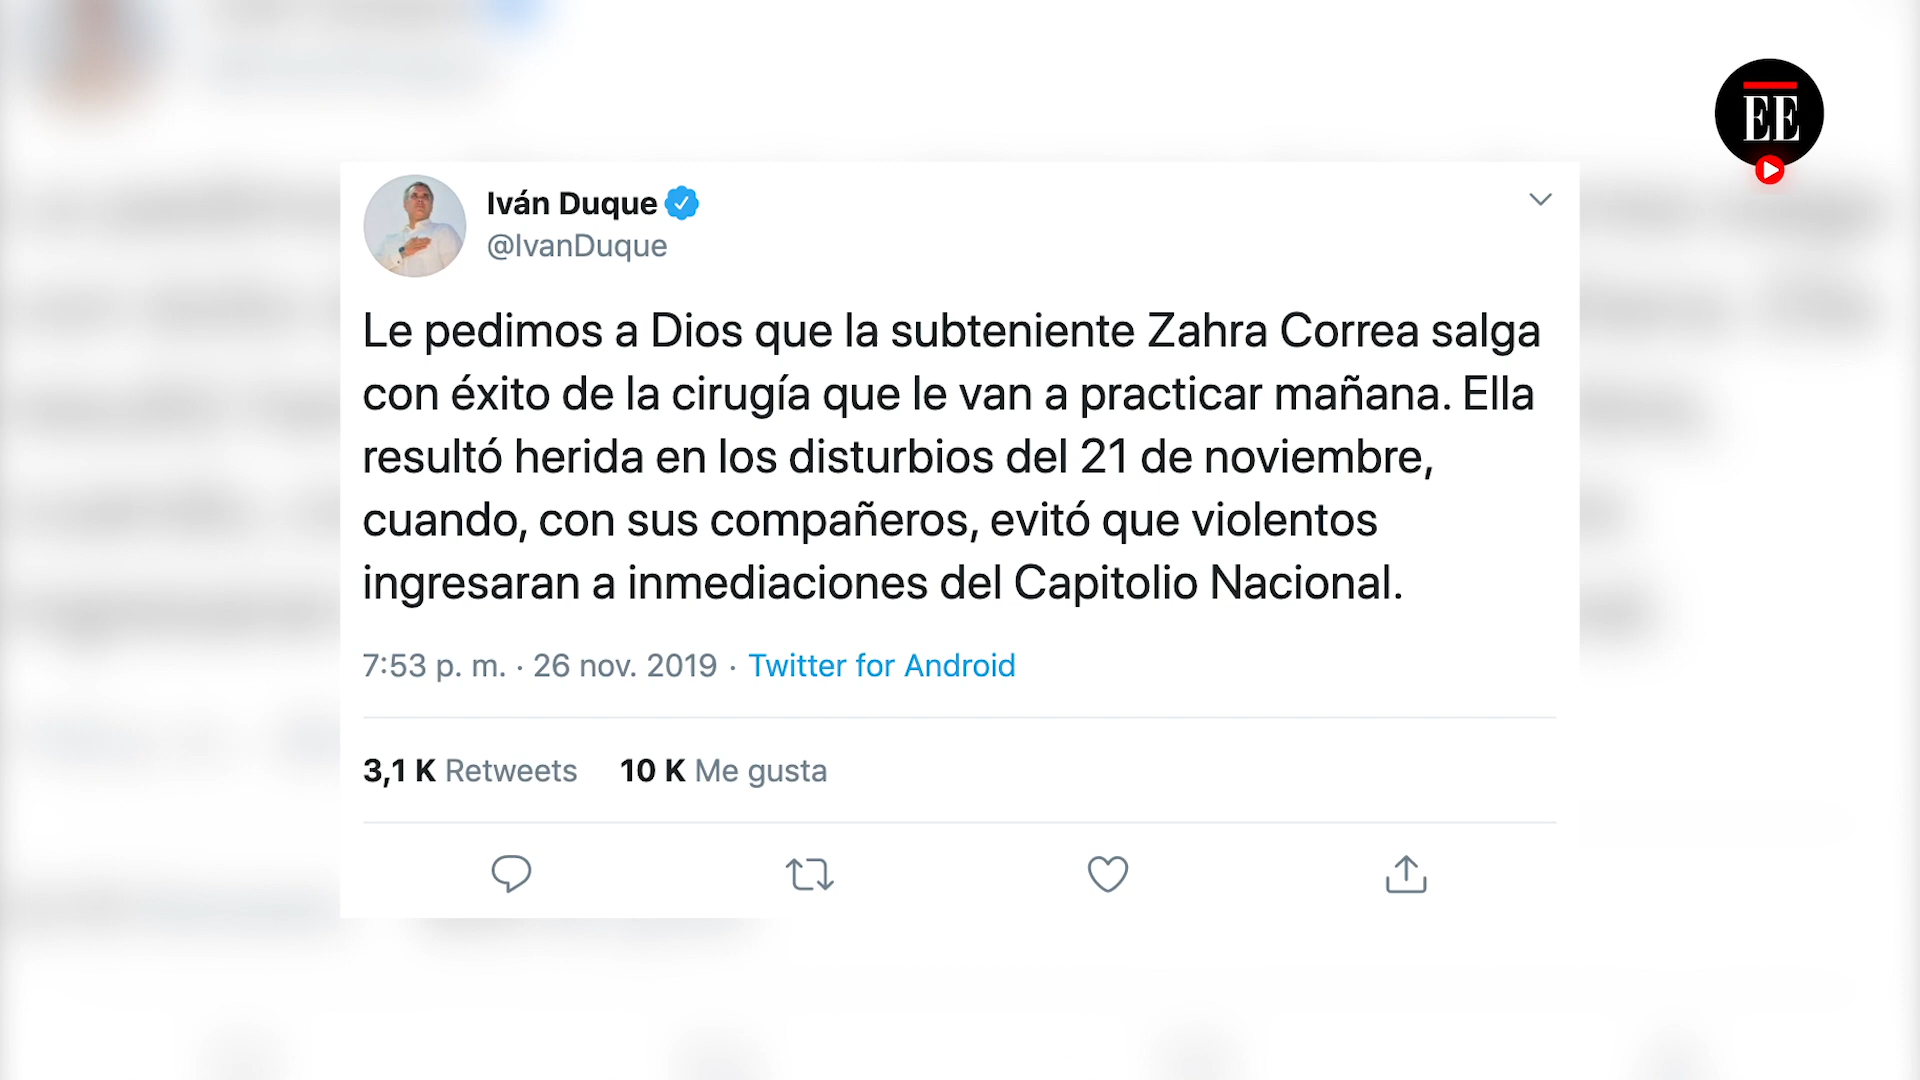 EE
Iván Duque
@IvanDuque
Le pedimos a Dios que la subteniente Zahra Correa salga
con éxito de la cirugía que le van a practicar mañana. Ella
resultó herida en los disturbios del 21 de noviembre,
cuando, con sus compañeros, evitó que violentos
ingresaran a inmediaciones del Capitolio Nacional.
7:53 p. m. · 26 nov. 2019 · Twitter for Android
3,1 K Retweets 10 K Me gusta